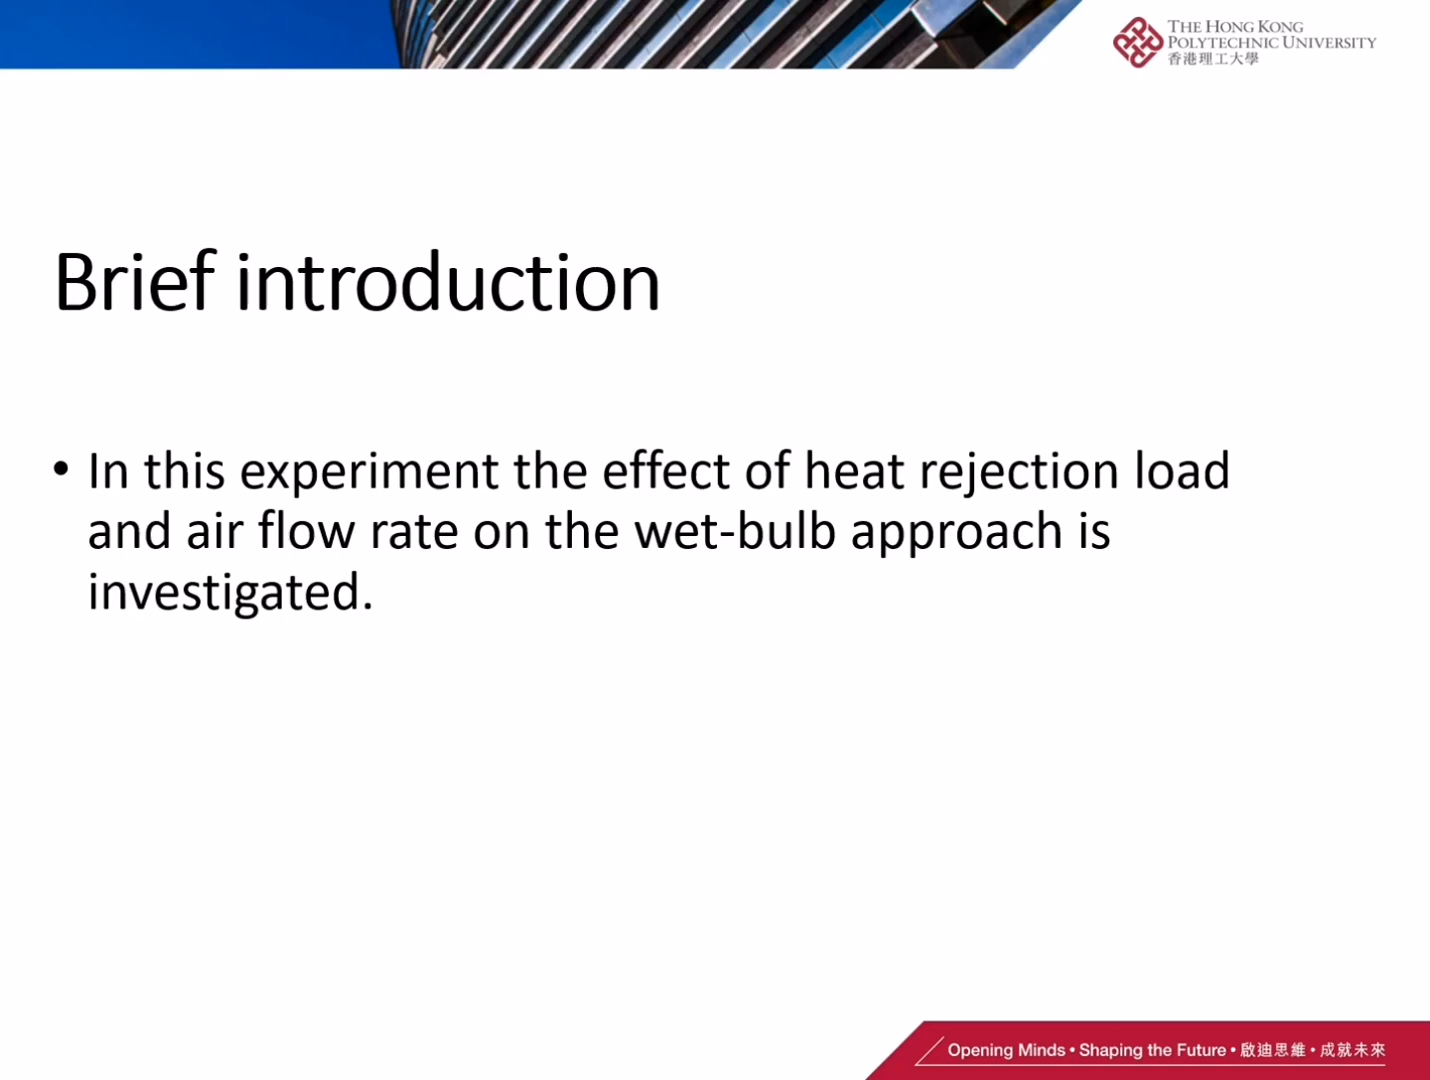 THE HONG KONG
POLYTECHNIC UNIVERSITY
香港理工大學
Brief introduction
• In this experiment the effect of heat rejection load
and air flow rate on the wet-bulb approach is
investigated.
Opening Minds • Shaping the Future • 啟迪思維 • 成就未來